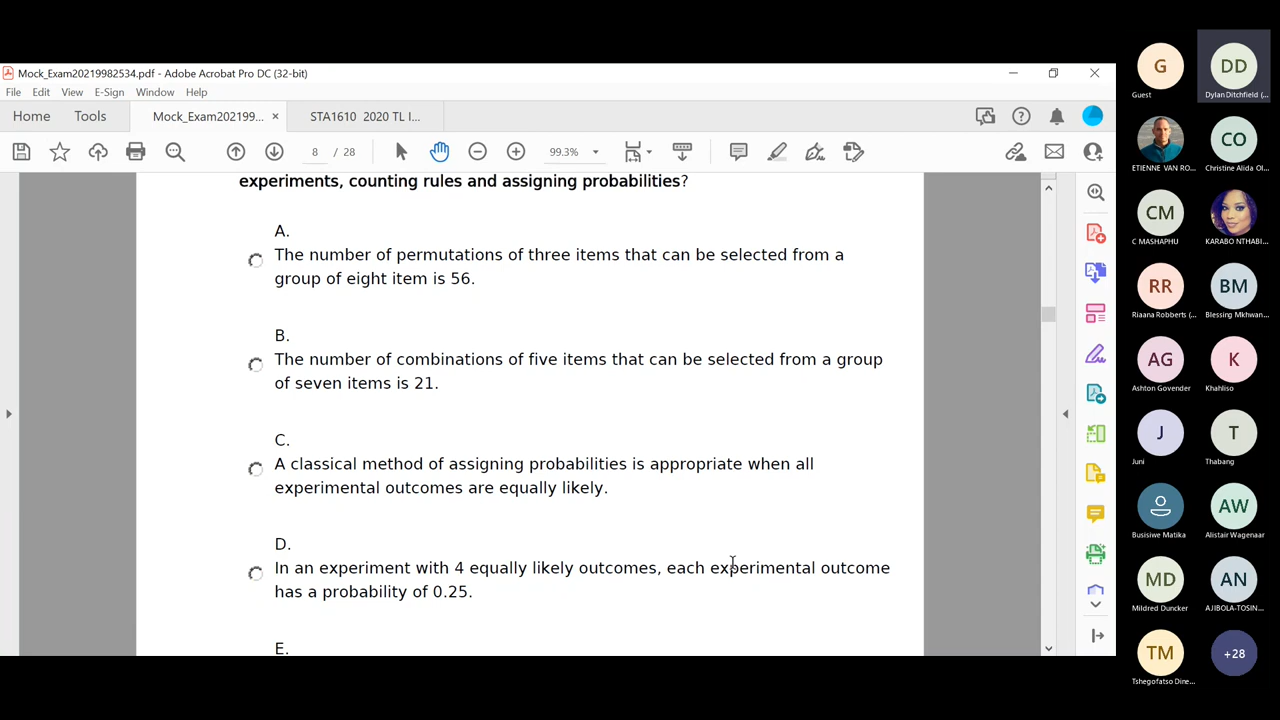 Mock_Exam20219982534.pdf - Adobe Acrobat Pro DC (32-bit)
File Edit View E-Sign Window Help
Home Tools Mock_Exam202199... × STA1610 2020 TL I...
8 / 28 99.3%
experiments, counting rules and assigning probabilities?
A.
The number of permutations of three items that can be selected from a
group of eight item is 56.
B.
The number of combinations of five items that can be selected from a group
of seven items is 21.
C.
A classical method of assigning probabilities is appropriate when all
experimental outcomes are equally likely.
D.
In an experiment with 4 equally likely outcomes, each experimental outcome
has a probability of 0.25.
E.
G DD
Guest Dylan Ditchfield (...
CO
ETIENNE VAN RO... Christine Alida Ol...
CM
C MASHAPHU KARABO NTHABI...
RR BM
Riaana Robberts (... Blessing Mkhwan...
AG K
Ashton Govender Khahliso
J T
Juni Thabang
AW
Busisiwe Matika Alistair Wagenaar
MD AN
Mildred Duncker AJIBOLA-TOSIN...
TM +28
Tshegofatso Dine...